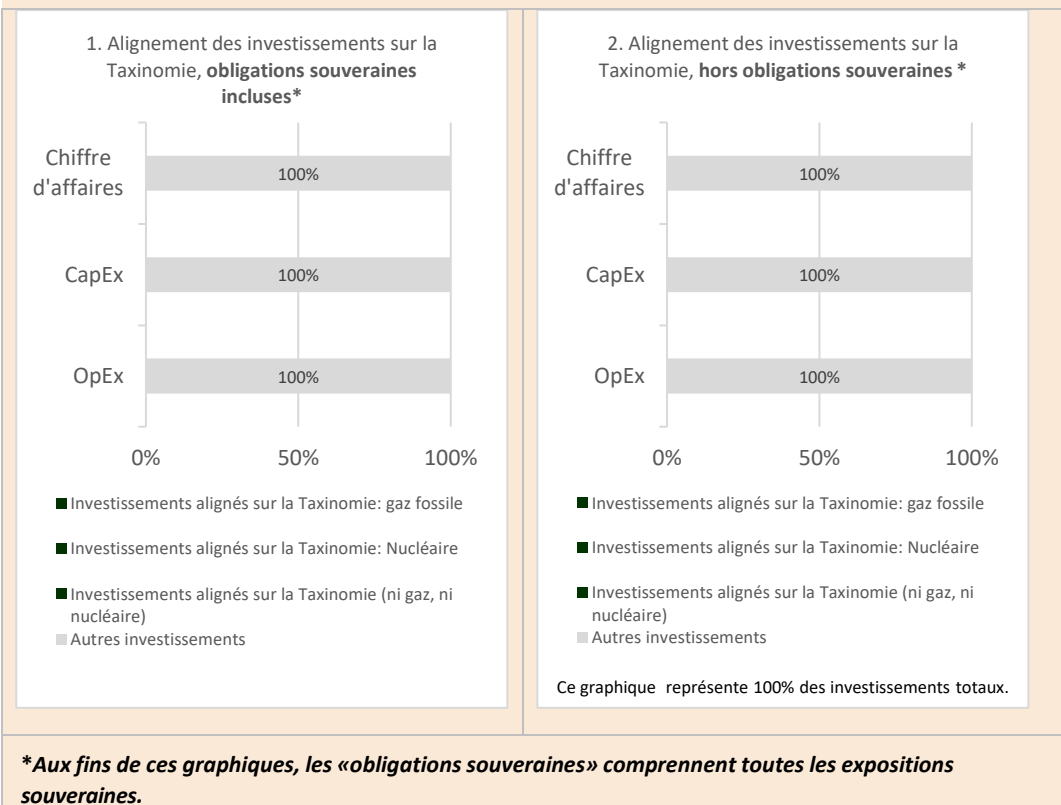 1. Alignement des investissements sur la
Taxinomie, obligations souveraines
incluses*
Chiffre
d'affaires
100%
CapEx
100%
OpEx
100%
0%
50%
100%
Investissements alignés sur la Taxinomie: gaz fossile
Investissements alignés sur la Taxinomie: Nucléaire
Investissements alignés sur la Taxinomie (ni gaz, ni
nucléaire)
Autres investissements
2. Alignement des investissements sur la
Taxinomie, hors obligations souveraines *
Chiffre
d'affaires
100%
CapEx
100%
OpEx
100%
0%
50%
100%
Investissements alignés sur la Taxinomie: gaz fossile
Investissements alignés sur la Taxinomie: Nucléaire
Investissements alignés sur la Taxinomie (ni gaz, ni
nucléaire)
Autres investissements
Ce graphique représente 100% des investissements totaux.
*Aux fins de ces graphiques, les «obligations souveraines» comprennent toutes les expositions
souveraines.